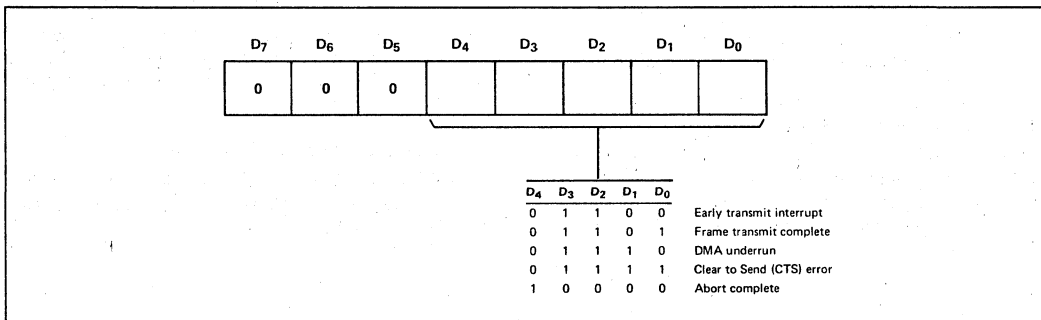 D7 D6 D5 D4 D3 D2 D1 D0
0 0 0
D4 D3 D2 D1 D0
0 1 1 0 0 Early transmit interrupt
0 1 1 0 1 Frame transmit complete
0 1 1 1 0 DMA underrun
0 1 1 1 1 Clear to Send (CTS) error
1 0 0 0 0 Abort complete